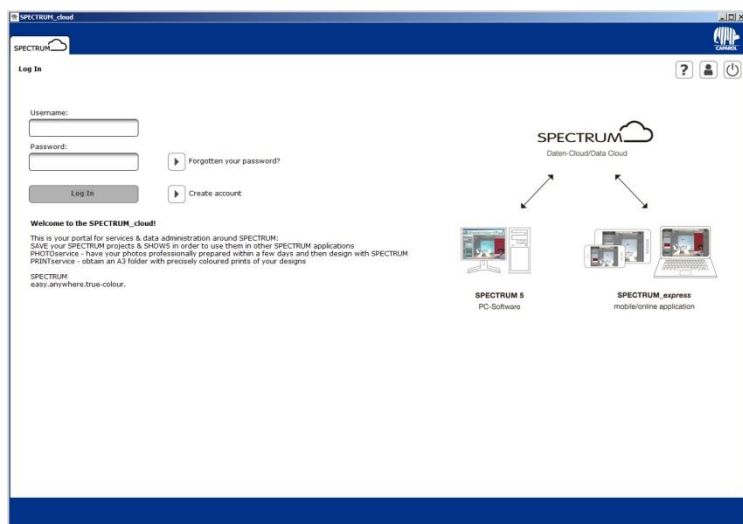 SPECTRUM_cloud
SPECTRUM
CAPAROL
Log In
?
Username:
Password:
Forgotten your password?
Log In
Create account
Welcome to the SPECTRUM_cloud!
This is your portal for services & data administration around SPECTRUM:
SAVE your SPECTRUM projects & SHOWS in order to use them in other SPECTRUM applications
PHOTOservice - have your photos professionally prepared within a few days and then design with SPECTRUM
PRINTservice - obtain an A3 folder with precisely coloured prints of your designs
SPECTRUM
easy.anywhere.true-colour.
SPECTRUM
Daten-Cloud/Data Cloud
SPECTRUM 5
PC-Software
SPECTRUM_express
mobile/online application